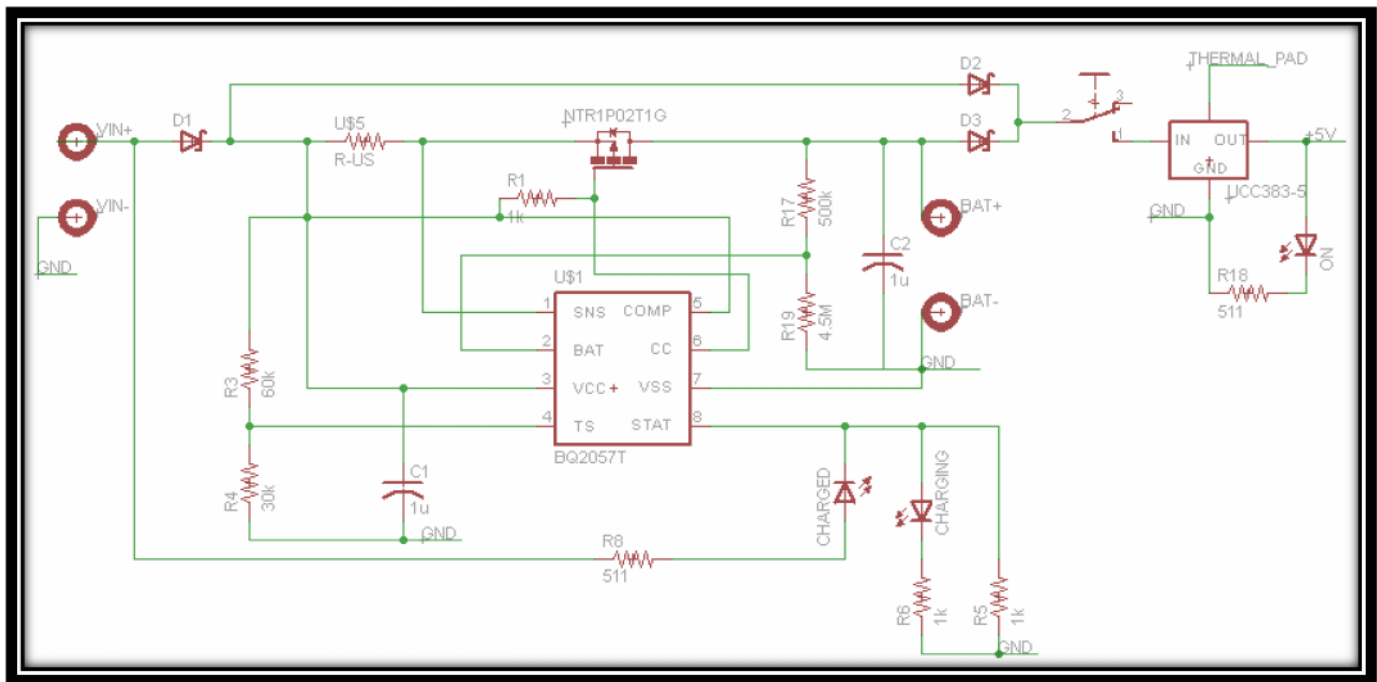 THERMAL_PAD
D2
NTR1P02T1G
D1
VIN+
U$5
R-US
D3
3
2
1
IN
OUT
GND
+5V
UCC383-5
R1
1k
R17
500k
VIN-
GND
BAT+
GND
C2
1u
ON
U$1
R18
511
BAT-
1
SNS
COMP
5
R19
4.5M
2
BAT
CC
6
GND
R3
60k
3
VCC
VSS
7
4
TS
STAT
8
BQ2057T
R4
30k
C1
1u
CHARGED
CHARGING
GND
R8
511
R6
1k
R5
1k
GND